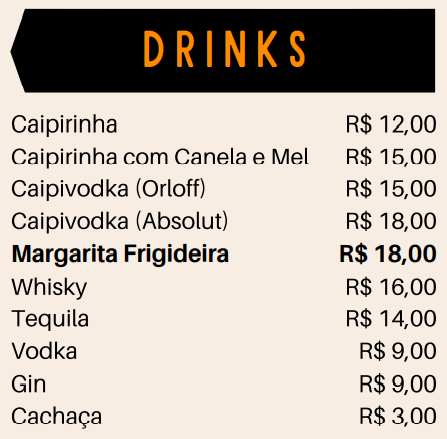 DRINKS
Caipirinha R$ 12,00
Caipirinha com Canela e Mel R$ 15,00
Caipivodka (Orloff) R$ 15,00
Caipivodka (Absolut) R$ 18,00
Margarita Frigideira R$ 18,00
Whisky R$ 16,00
Tequila R$ 14,00
Vodka R$ 9,00
Gin R$ 9,00
Cachaça R$ 3,00